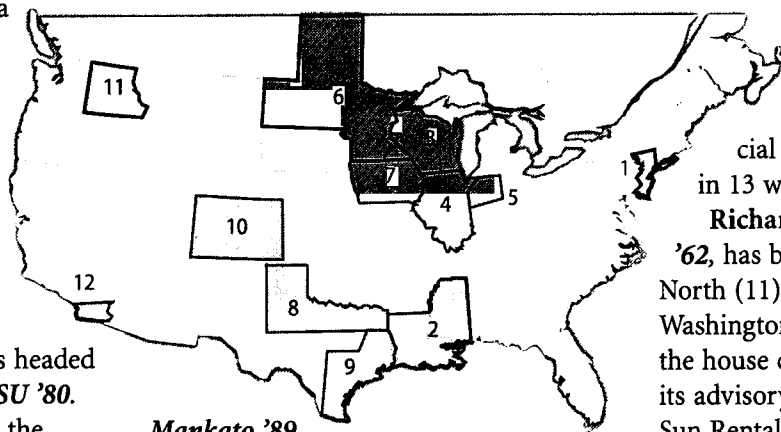 a
11
6
3
7
4
5
1
10
12
8
2
9
s headed
SU '80.
the
Mankato '89
cial
in 13 w
Richar
'62, has b
North (11)
Washington
the house o
its advisory
Sun Rental